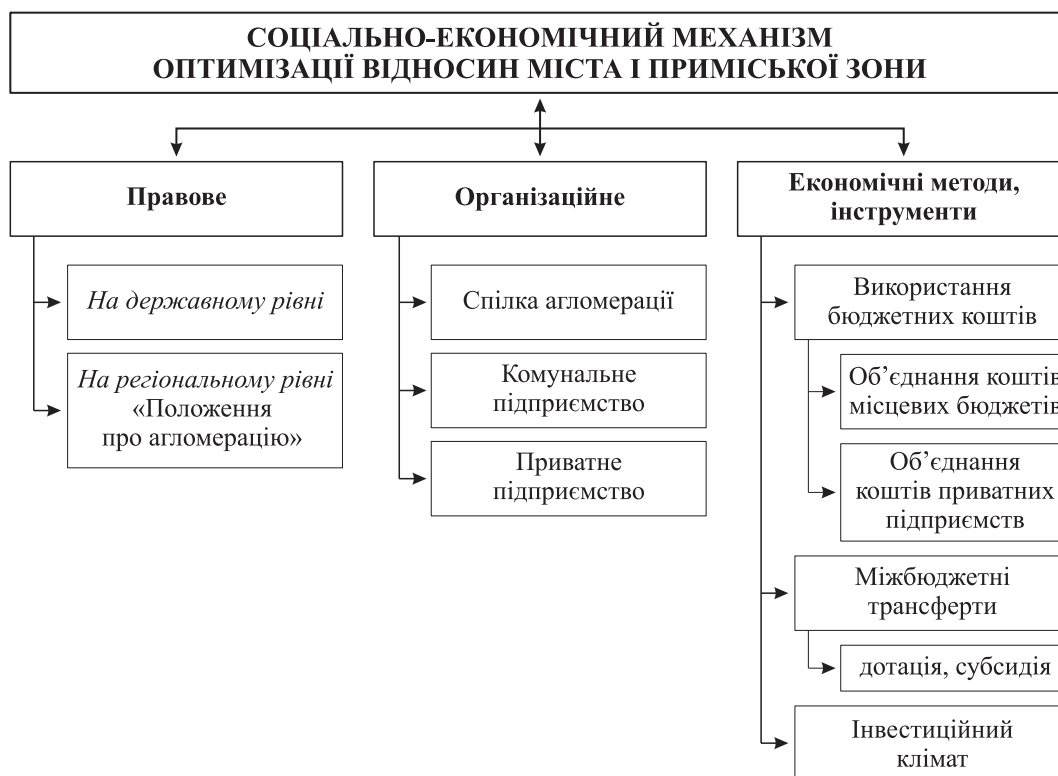 СОЦІАЛЬНО-ЕКОНОМІЧНИЙ МЕХАНІЗМ
ОПТИМІЗАЦІЇ ВІДНОСИН МІСТА І ПРИМІСЬКОЇ ЗОНИ
Правове
На державному рівні
На регіональному рівні
«Положення
про агломерацію»
Організаційне
Спілка агломерації
Комунальне
підприємство
Приватне
підприємство
Економічні методи,
інструменти
Використання
бюджетних коштів
Об’єднання коштів
місцевих бюджетів
Об’єднання
коштів приватних
підприємств
Міжбюджетні
трансферти
дотація, субсидія
Інвестиційний
клімат